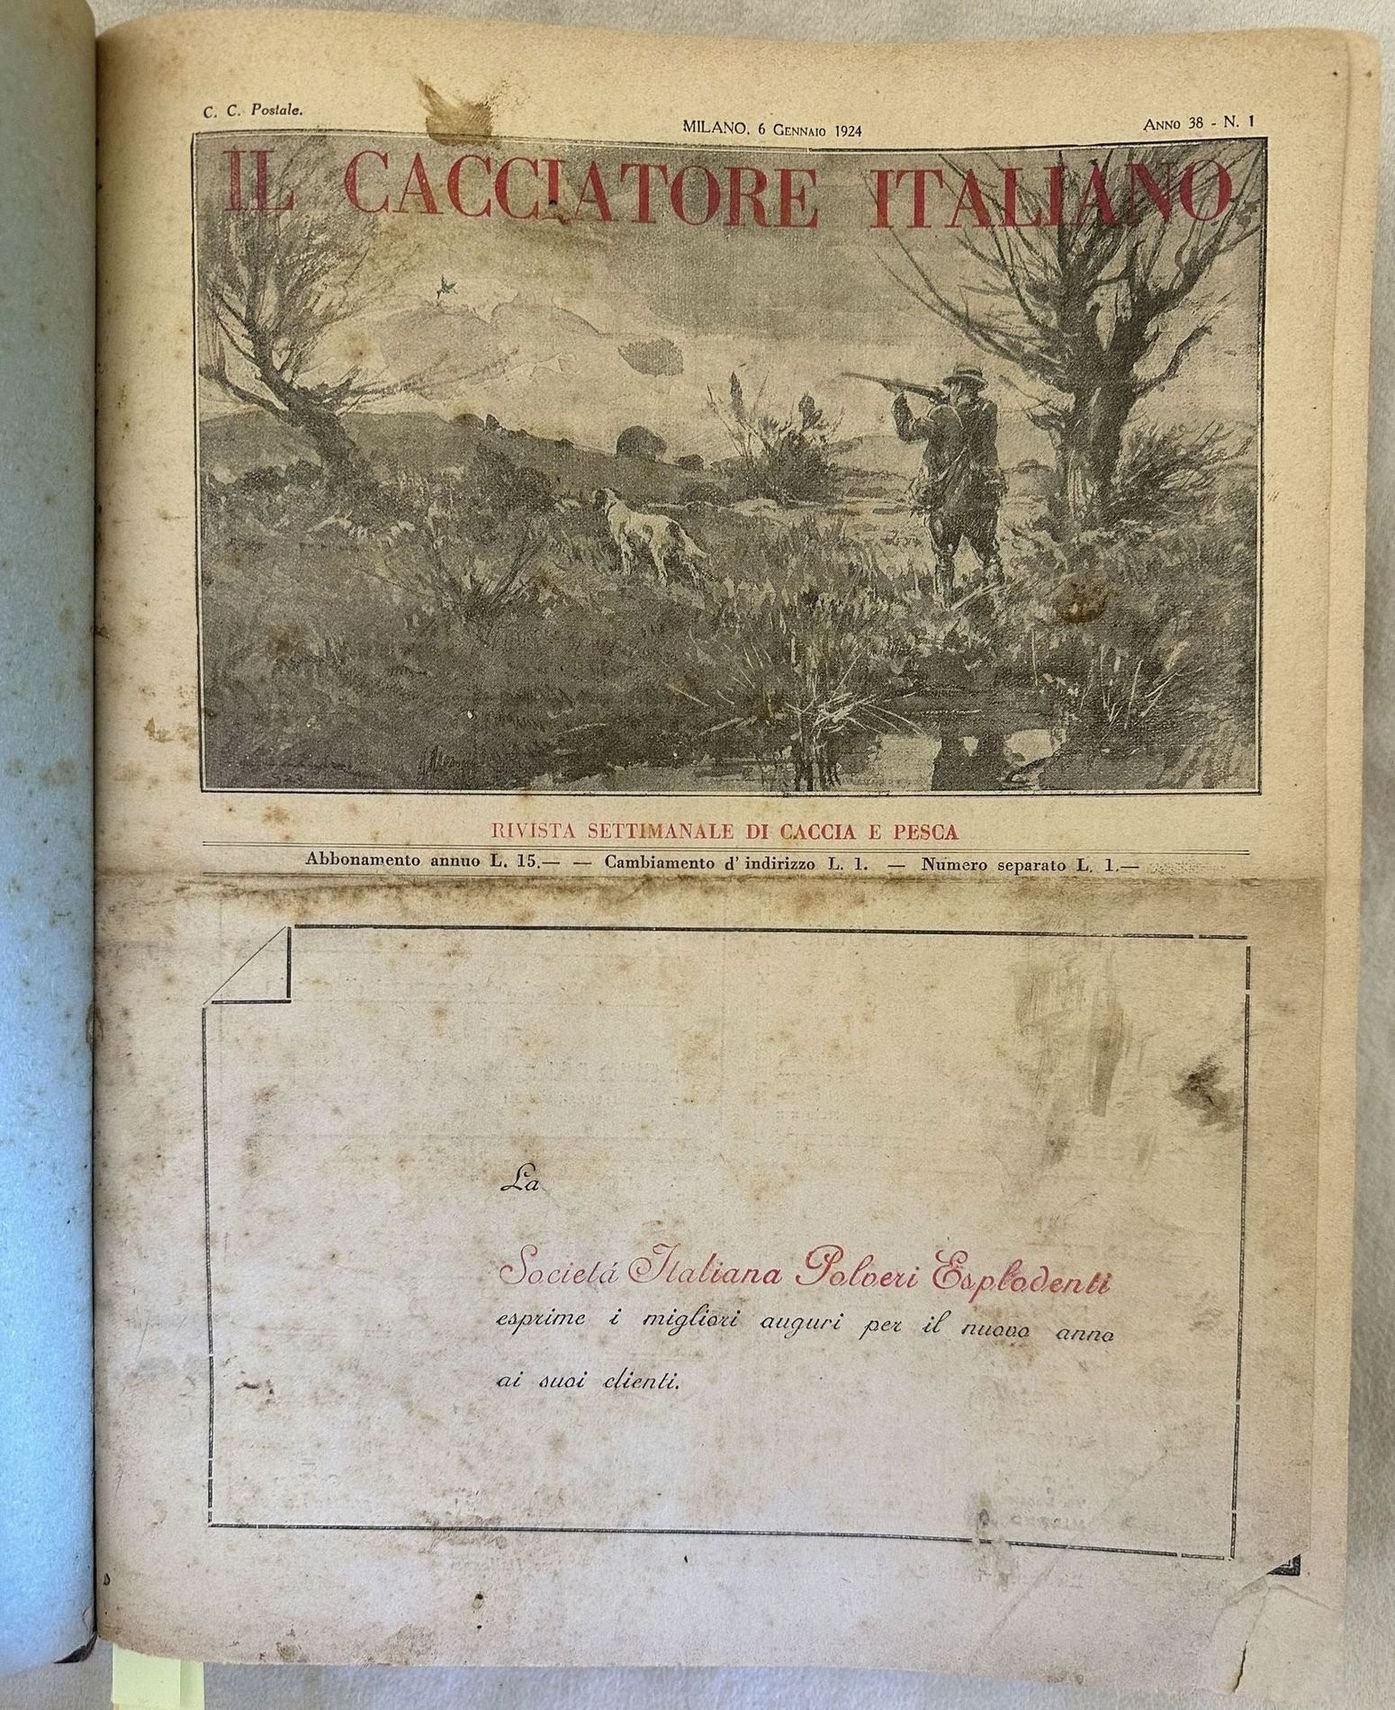 C. C. Postale.
MILANO, 6 GENNAIO 1924
ANNO 38 - N. 1
IL CACCIATORE ITALIANO
RIVISTA SETTIMANALE DI CACCIA E PESCA
Abbonamento annuo L. 15.— — Cambiamento d' indirizzo L. 1. — Numero separato L. 1.—
La
Societá Italiana Polveri Esplodenti
esprime i migliori auguri per il nuovo anno
ai suoi clienti.